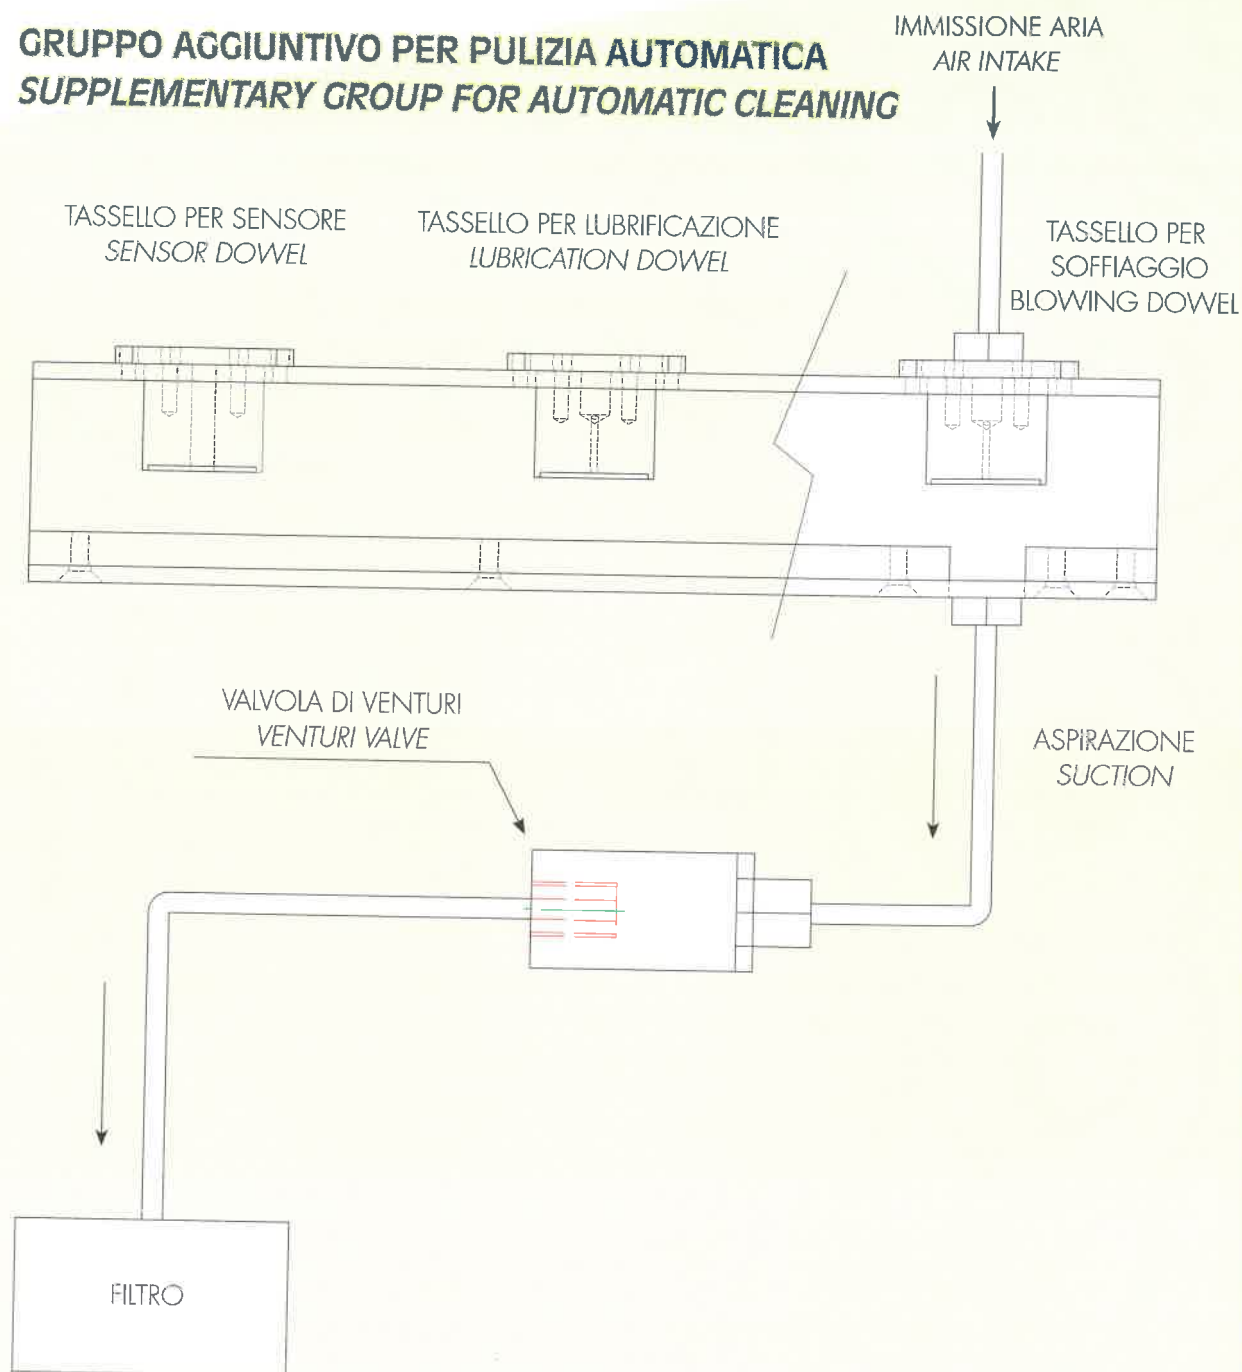 GRUPPO AGGIUNTIVO PER PULIZIA AUTOMATICA
SUPPLEMENTARY GROUP FOR AUTOMATIC CLEANING
IMMISSIONE ARIA
AIR INTAKE
TASSELLO PER SENSORE
SENSOR DOWEL
TASSELLO PER LUBRIFICAZIONE
LUBRICATION DOWEL
TASSELLO PER
SOFFIAGGIO
BLOWING DOWEL
VALVOLA DI VENTURI
VENTURI VALVE
ASPIRAZIONE
SUCTION
FILTRO